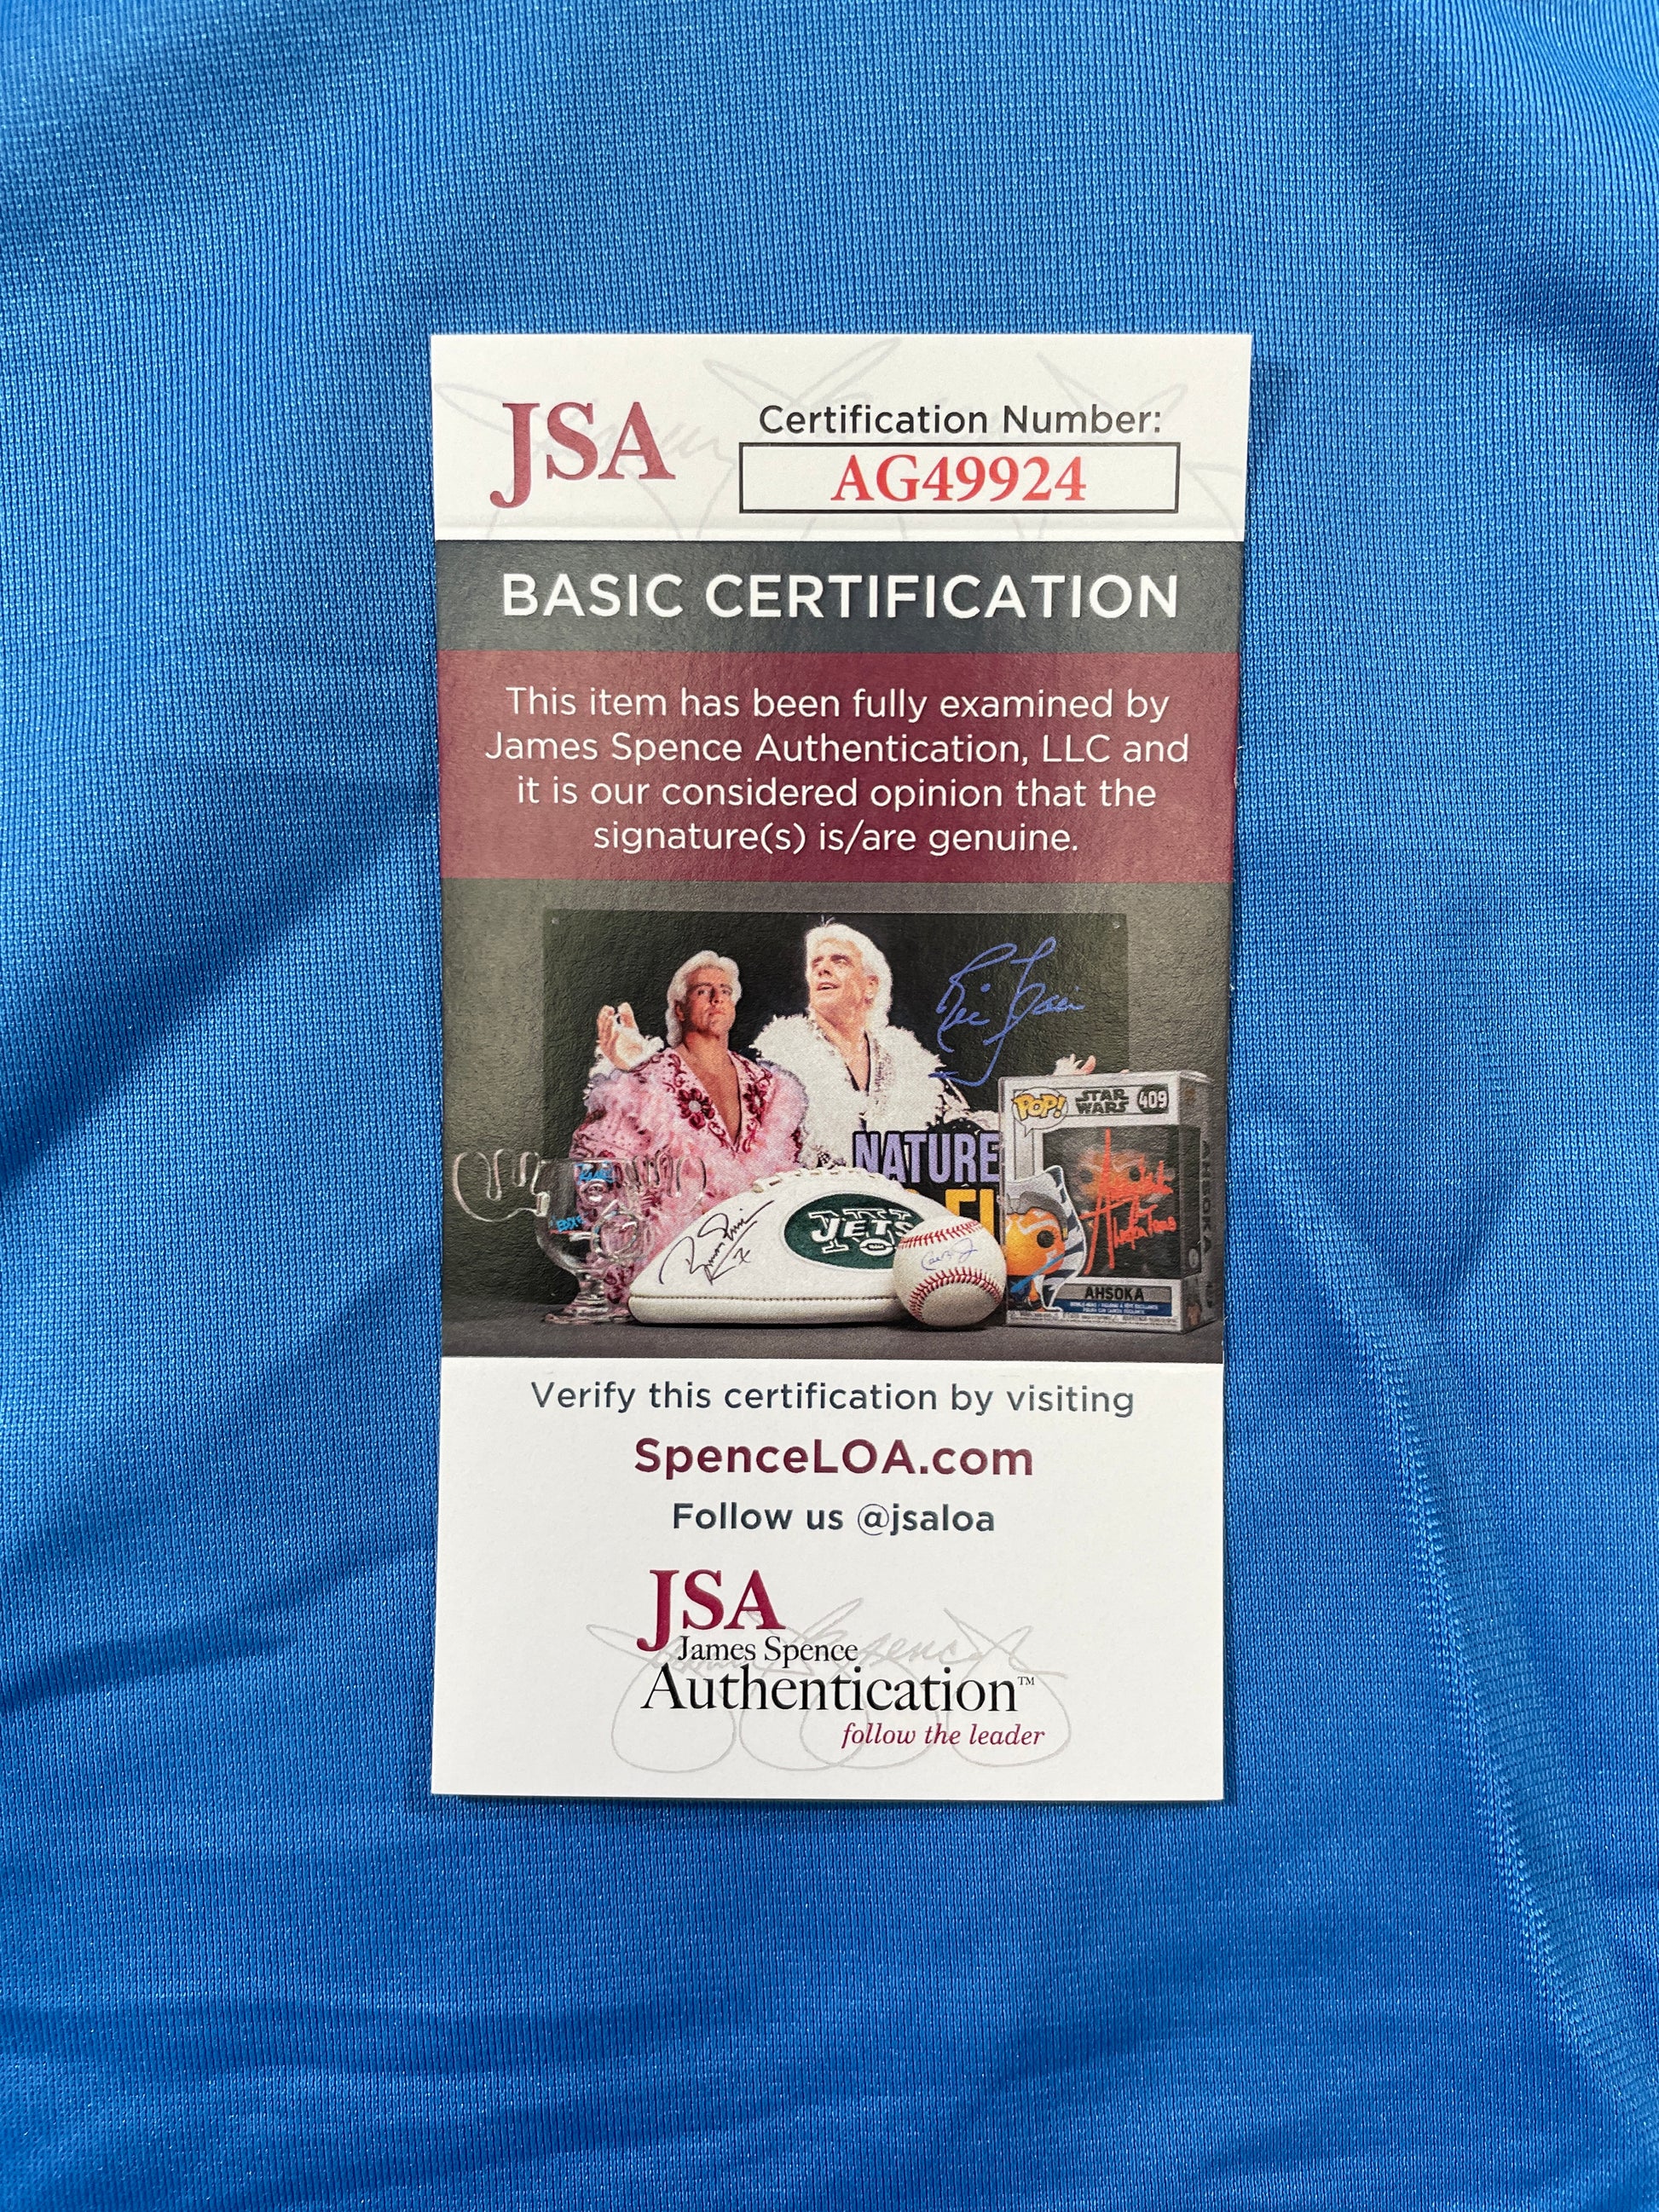 JSA
Certification Number:
AG49924
BASIC CERTIFICATION
This item has been fully examined by
James Spence Authentication, LLC and
it is our considered opinion that the
signature(s) is/are genuine.
NATURE
POP!
STAR
WARS
409
JETS
AHSOKA
AHSOKA
Verify this certification by visiting
SpenceLOA.com
Follow us @jsaloa
JSA
James Spence
Authentication™
follow the leader